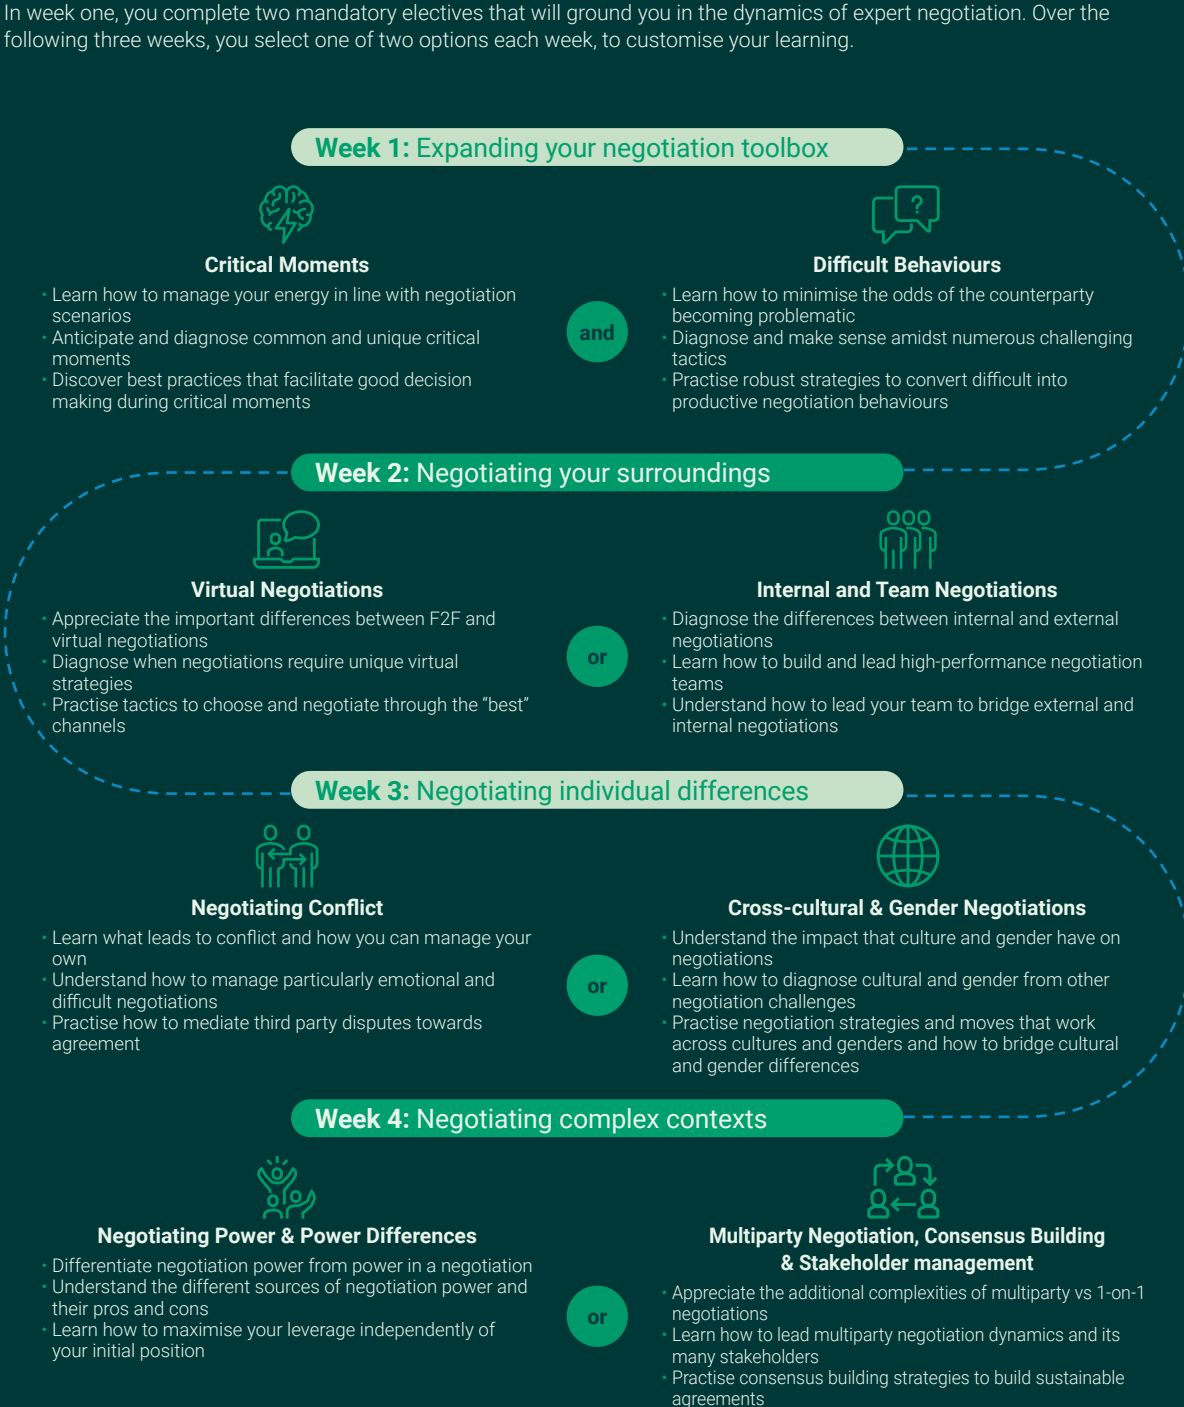 In week one, you complete two mandatory electives that will ground you in the dynamics of expert negotiation. Over the
following three weeks, you select one of two options each week, to customise your learning.
Week 1: Expanding your negotiation toolbox
Critical Moments
· Learn how to manage your energy in line with negotiation
scenarios
· Anticipate and diagnose common and unique critical
moments
· Discover best practices that facilitate good decision
making during critical moments
and
?
Difficult Behaviours
· Learn how to minimise the odds of the counterparty
becoming problematic
· Diagnose and make sense amidst numerous challenging
tactics
· Practise robust strategies to convert difficult into
productive negotiation behaviours
Week 2: Negotiating your surroundings
Virtual Negotiations
· Appreciate the important differences between F2F and
virtual negotiations
· Diagnose when negotiations require unique virtual
strategies
· Practise tactics to choose and negotiate through the “best”
channels
or
Internal and Team Negotiations
· Diagnose the differences between internal and external
negotiations
· Learn how to build and lead high-performance negotiation
teams
· Understand how to lead your team to bridge external and
internal negotiations
Week 3: Negotiating individual differences
Negotiating Conflict
· Learn what leads to conflict and how you can manage your
own
· Understand how to manage particularly emotional and
difficult negotiations
· Practise how to mediate third party disputes towards
agreement
or
Cross-cultural & Gender Negotiations
· Understand the impact that culture and gender have on
negotiations
· Learn how to diagnose cultural and gender from other
negotiation challenges
· Practise negotiation strategies and moves that work
across cultures and genders and how to bridge cultural
and gender differences
Week 4: Negotiating complex contexts
Negotiating Power & Power Differences
· Differentiate negotiation power from power in a negotiation
· Understand the different sources of negotiation power and
their pros and cons
· Learn how to maximise your leverage independently of
your initial position
or
Multiparty Negotiation, Consensus Building
& Stakeholder management
· Appreciate the additional complexities of multiparty vs 1-on-1
negotiations
· Learn how to lead multiparty negotiation dynamics and its
many stakeholders
· Practise consensus building strategies to build sustainable
agreements